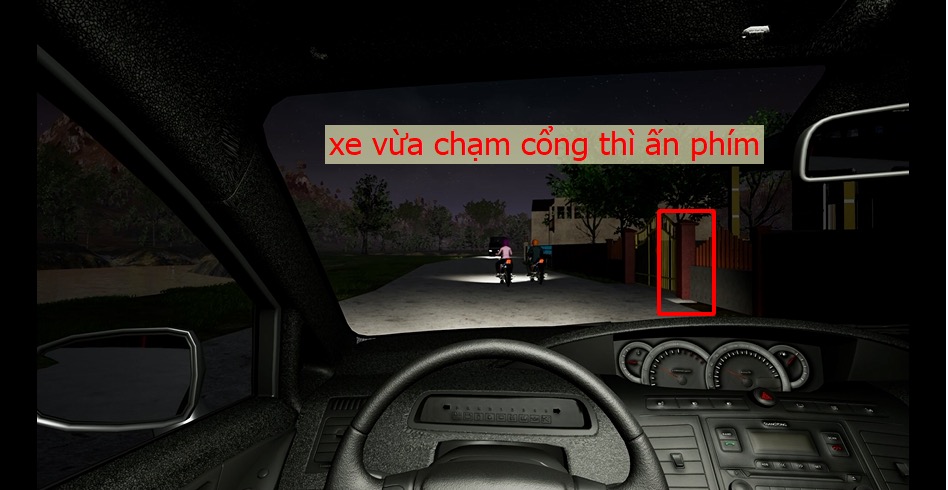 xe vừa chạm cổng thì ấn phím